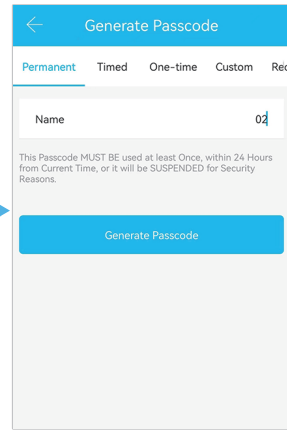 Generate Passcode
Permanent Timed One-time Custom
Name 02
This Passcode MUST BE used at least Once, within 24 Hours
from Current Time, or it will be SUSPENDED for Security
Reasons.
Generate Passcode